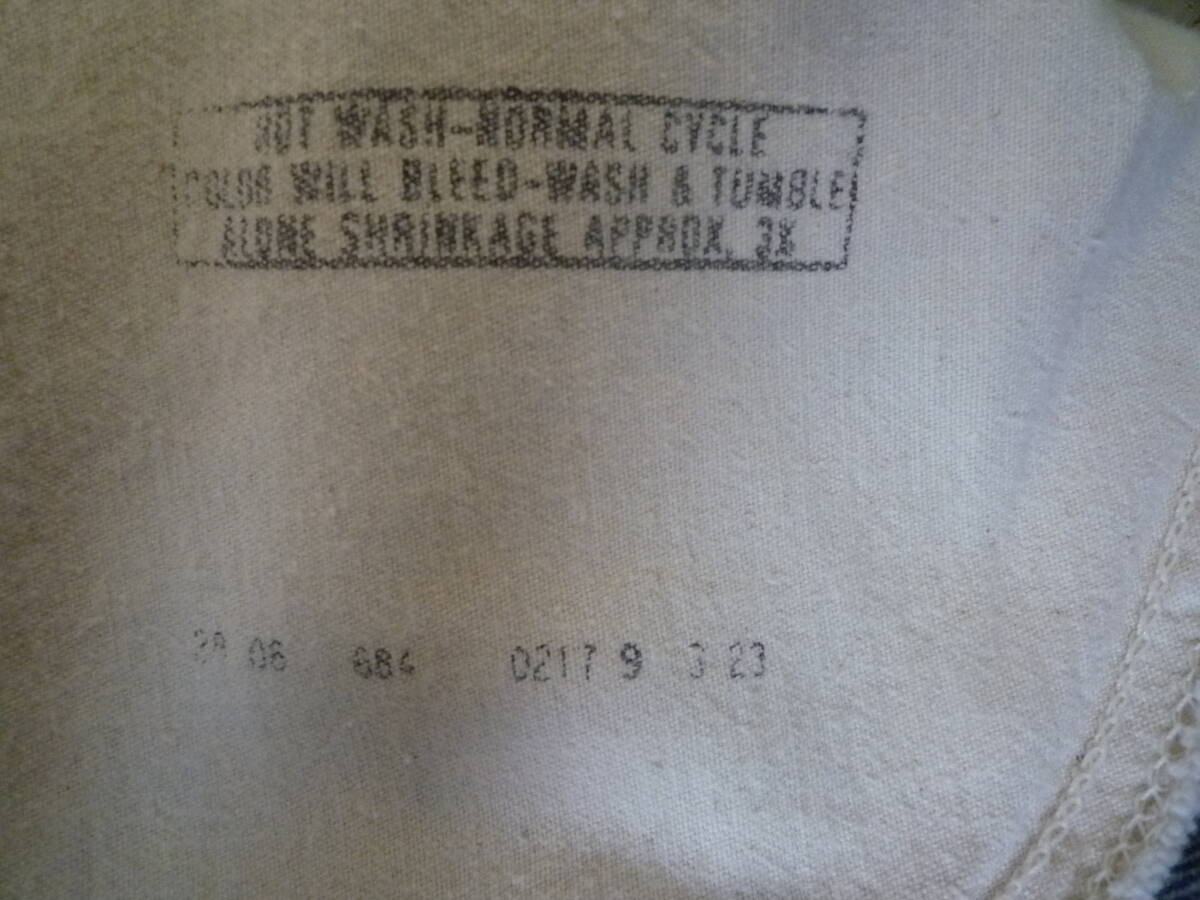 HOT WASH-NORMAL CYCLE
COLOR WILL BLEED-WASH & TUMBLE
ALONE SHRINKAGE APPROX. 3%
06 684 0217 9 3 23